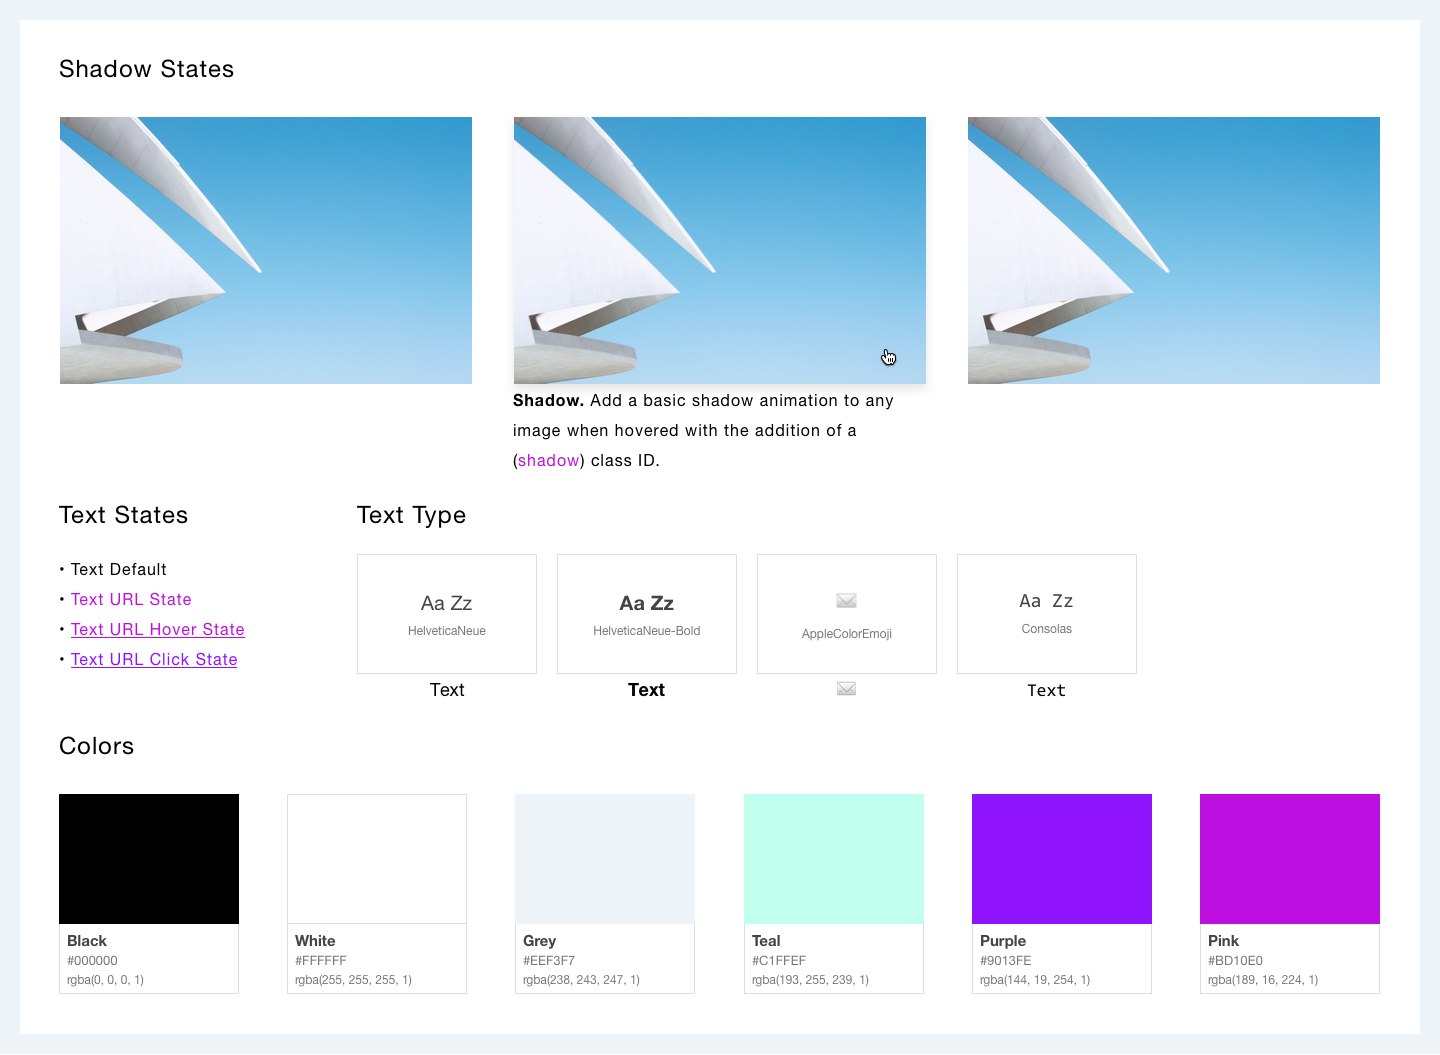 Shadow States
Shadow. Add a basic shadow animation to any
image when hovered with the addition of a
(shadow) class ID.
Text States
• Text Default
• Text URL State
• Text URL Hover State
• Text URL Click State
Text Type
Aa Zz
HelveticaNeue
Text
Aa Zz
HelveticaNeue-Bold
Text
AppleColorEmoji
Aa Zz
Consolas
Text
Colors
Black
#000000
rgba(0, 0, 0, 1)
White
#FFFFFF
rgba(255, 255, 255, 1)
Grey
#EEF3F7
rgba(238, 243, 247, 1)
Teal
#C1FFEF
rgba(193, 255, 239, 1)
Purple
#9013FE
rgba(144, 19, 254, 1)
Pink
#BD10E0
rgba(189, 16, 224, 1)